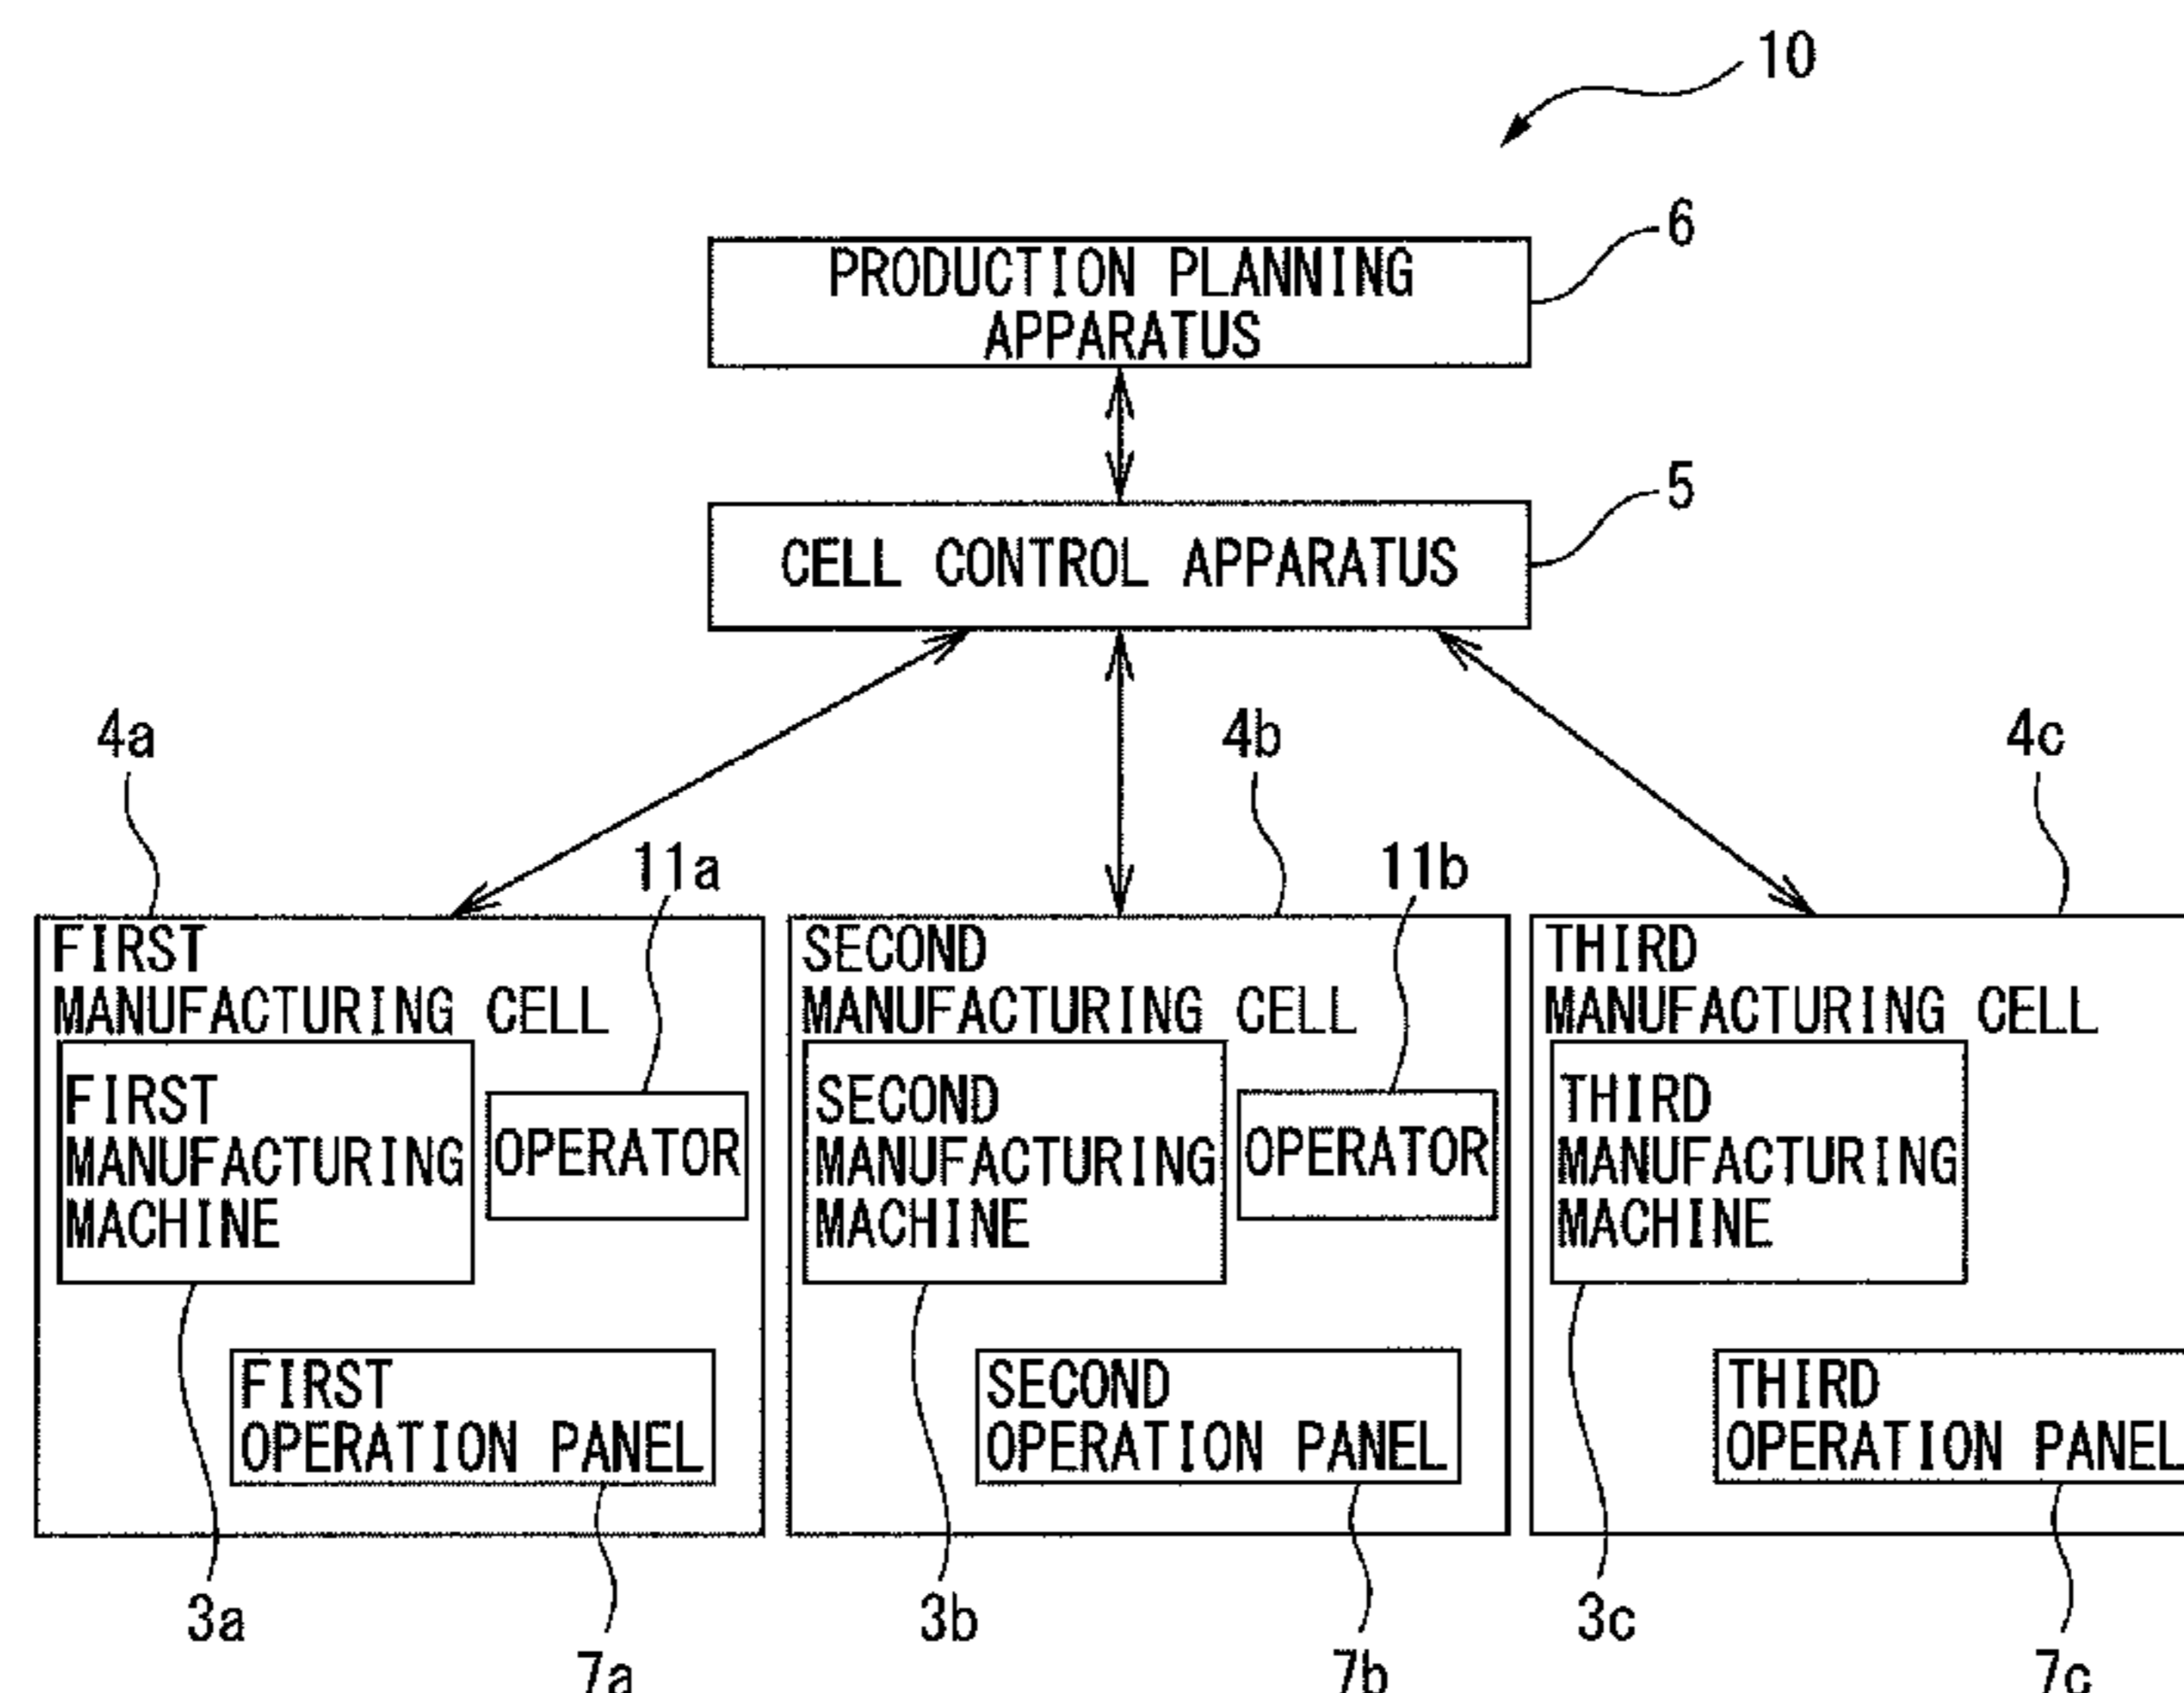 10
6
PRODUCTION PLANNING
APPARATUS
5
CELL CONTROL APPARATUS
4a
4b
4c
11a
11b
FIRST
MANUFACTURING CELL
FIRST
MANUFACTURING
MACHINE
OPERATOR
FIRST
OPERATION PANEL
SECOND
MANUFACTURING CELL
SECOND
MANUFACTURING
MACHINE
OPERATOR
SECOND
OPERATION PANEL
THIRD
MANUFACTURING CELL
THIRD
MANUFACTURING
MACHINE
THIRD
OPERATION PANEL
3a
3b
3c
7a
7b
7c